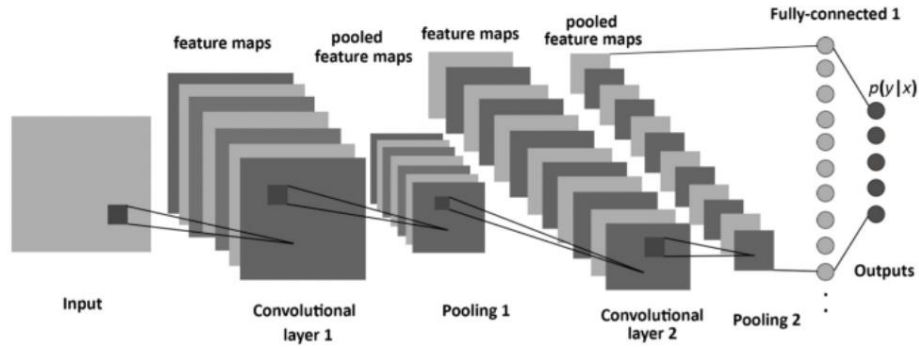 Fully-connected 1
feature maps
pooled
feature maps
feature maps
pooled
feature maps
p(y|x)
Input
Convolutional
layer 1
Pooling 1
Convolutional
layer 2
Pooling 2
Outputs